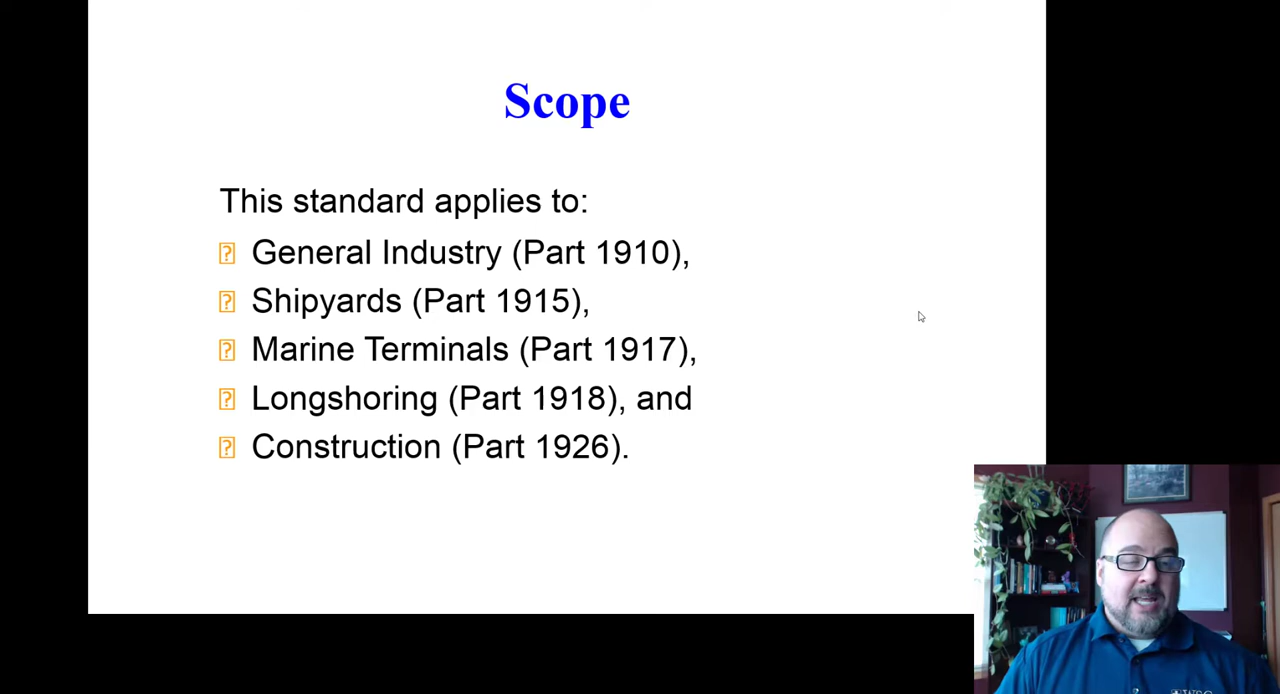 Scope
This standard applies to:
General Industry (Part 1910),
Shipyards (Part 1915),
Marine Terminals (Part 1917),
Longshoring (Part 1918), and
Construction (Part 1926).